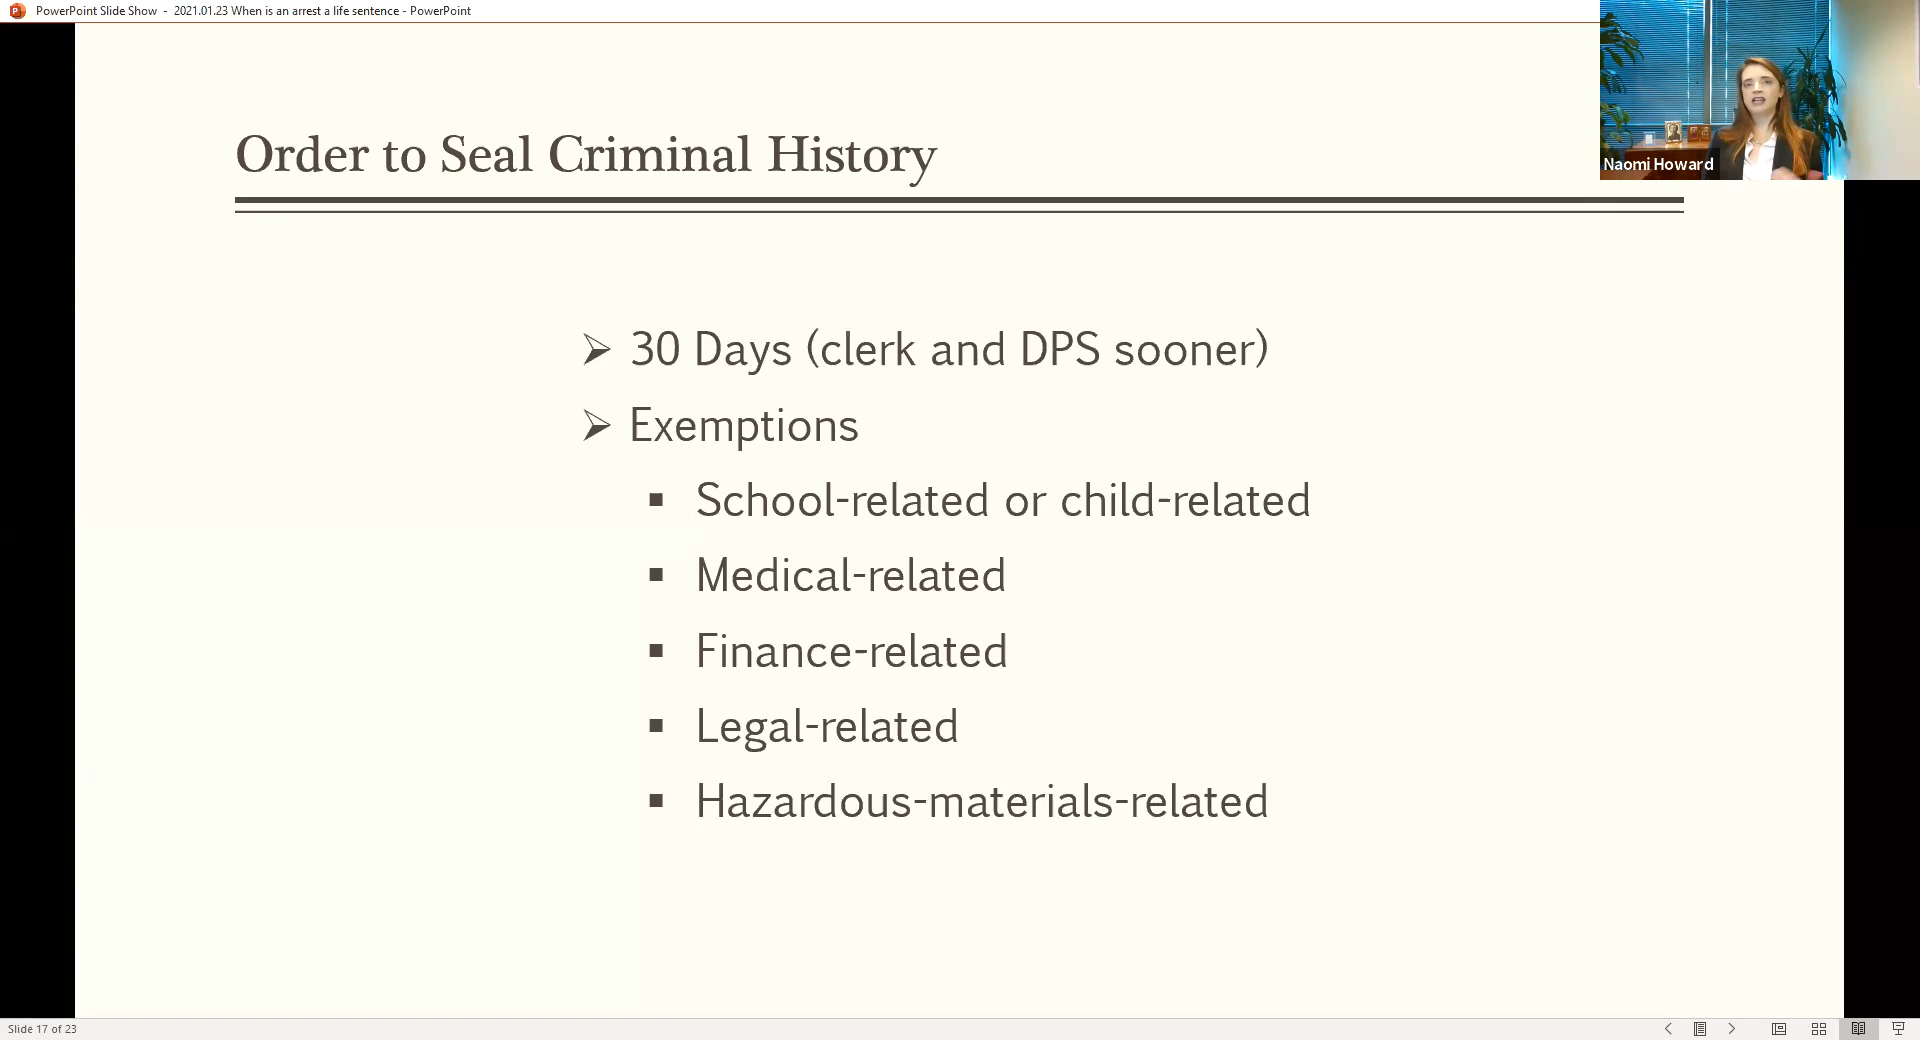 PowerPoint Slide Show - 2021.01.23 When is an arrest a life sentence - PowerPoint
Naomi Howard
Order to Seal Criminal History
30 Days (clerk and DPS sooner)
Exemptions
School-related or child-related
Medical-related
Finance-related
Legal-related
Hazardous-materials-related
Slide 17 of 23